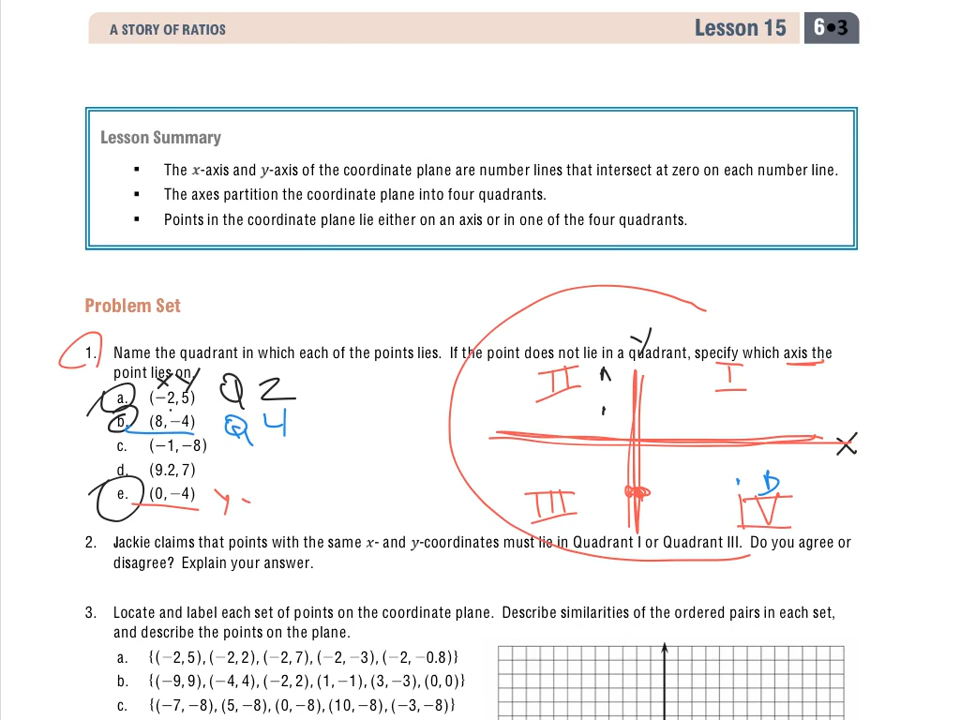 A STORY OF RATIOS
Lesson 15
6•3
Lesson Summary
▪ The x-axis and y-axis of the coordinate plane are number lines that intersect at zero on each number line.
▪ The axes partition the coordinate plane into four quadrants.
▪ Points in the coordinate plane lie either on an axis or in one of the four quadrants.
Problem Set
1. Name the quadrant in which each of the points lies. If the point does not lie in a quadrant, specify which axis the
point lies on.
X Y
Y
a. (−2, 5) Q 2
II
I
b. (8, −4) Q 4
c. (−1, −8)
X
d. (9.2, 7)
e. (0, −4) y -
III
b
IV
2. Jackie claims that points with the same x- and y-coordinates must lie in Quadrant I or Quadrant III. Do you agree or
disagree? Explain your answer.
3. Locate and label each set of points on the coordinate plane. Describe similarities of the ordered pairs in each set,
and describe the points on the plane.
a. {(−2, 5), (−2, 2), (−2, 7), (−2, −3), (−2, −0.8)}
b. {(−9, 9), (−4, 4), (−2, 2), (1, −1), (3, −3), (0, 0)}
c. {(−7, −8), (5, −8), (0, −8), (10, −8), (−3, −8)}